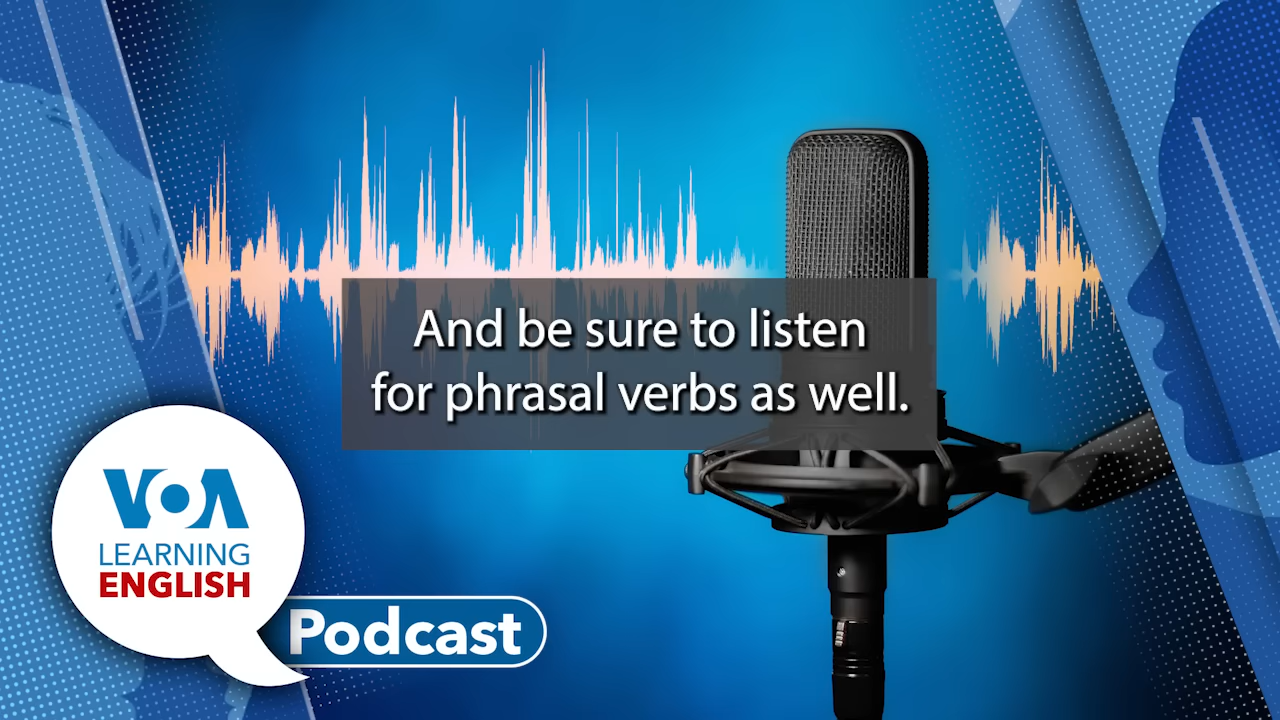 And be sure to listen
for phrasal verbs as well.
VOA
LEARNING
ENGLISH
Podcast